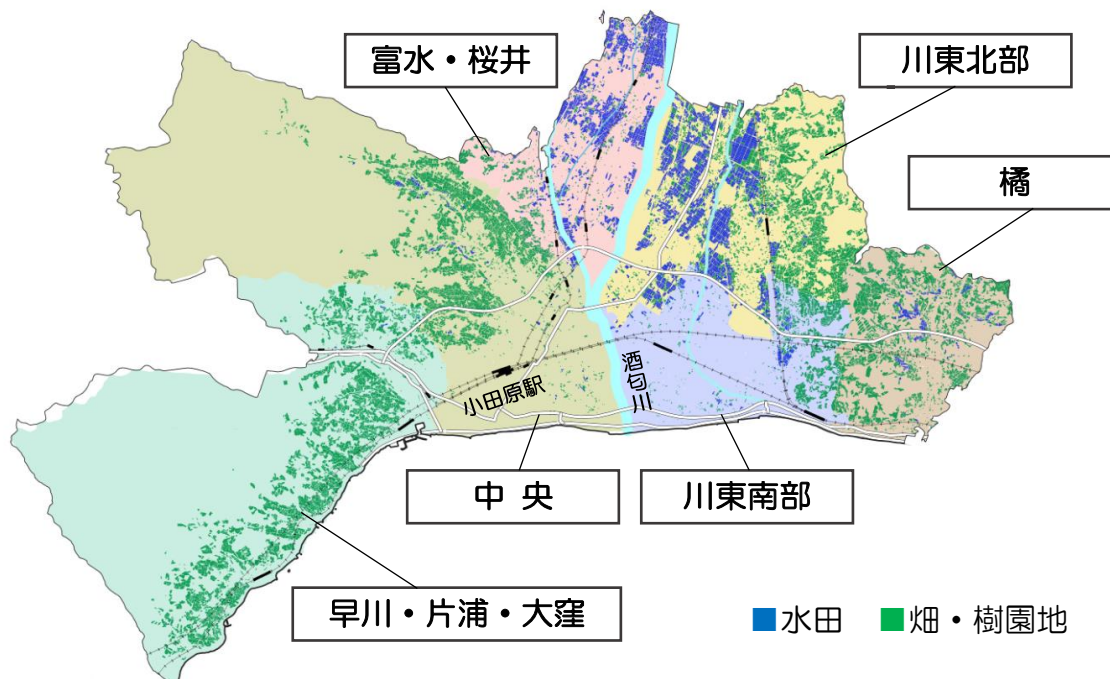 富水・桜井
川東北部
橘
酒匂川
小田原駅
中 央
川東南部
早川・片浦・大窪
水田
畑・樹園地